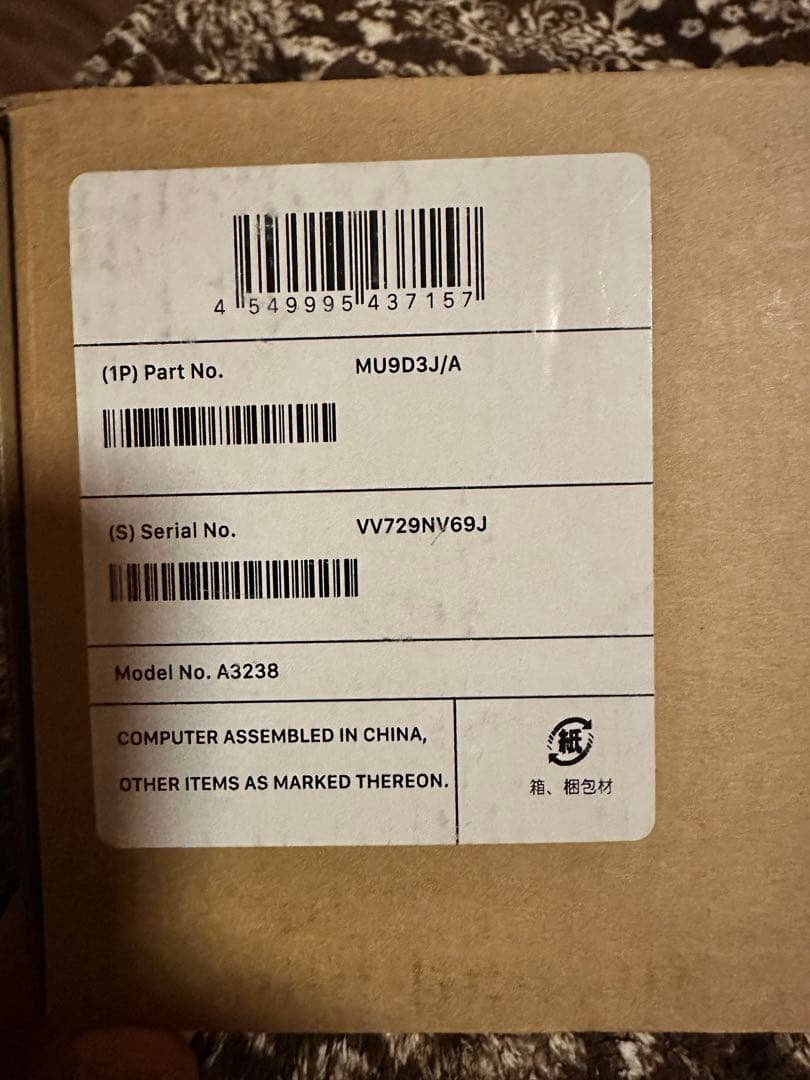 4 549995 437157
(1P) Part No. MU9D3J/A
(S) Serial No. VV729NV69J
Model No. A3238
COMPUTER ASSEMBLED IN CHINA,
OTHER ITEMS AS MARKED THEREON.
紙
箱、梱包材